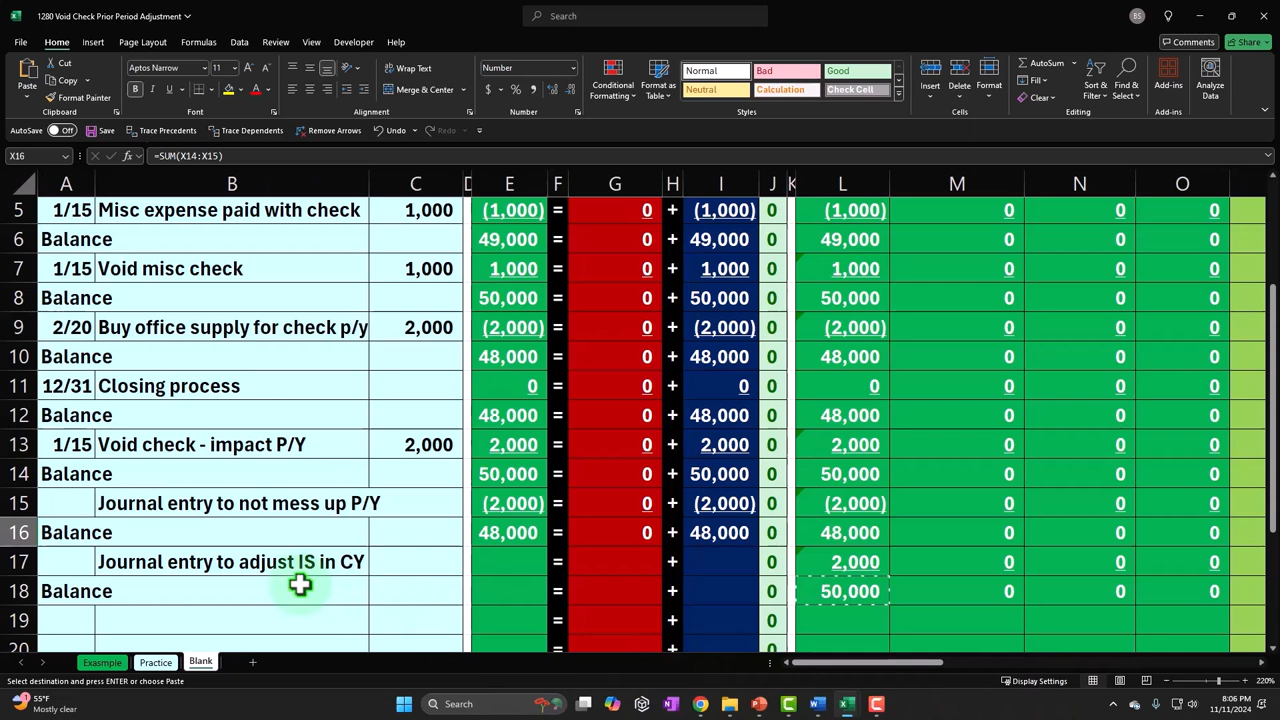 1280 Void Check Prior Period Adjustment
Search
BS
File Home Insert Page Layout Formulas Data Review View Developer Help
Comments
Share
Paste
Cut
Copy
Format Painter
Clipboard
Aptos Narrow 11
B I U
Font
Wrap Text
Merge & Center
Alignment
Number
Number
Conditional Formatting
Format as Table
Normal Bad Good
Neutral Calculation Check Cell
Styles
Insert Delete Format
Cells
AutoSum
Fill
Clear
Sort & Filter
Find & Select
Editing
Add-ins
Add-ins
Analyze Data
AutoSave Off Save Trace Precedents Trace Dependents Remove Arrows Undo Redo
X16 fx =SUM(X14:X15)
A B C D E F G H I J K L M N O
5 1/15 Misc expense paid with check 1,000 (1,000) = 0 + (1,000) 0 (1,000) 0 0 0
6 Balance 49,000 = 0 + 49,000 0 49,000 0 0 0
7 1/15 Void misc check 1,000 1,000 = 0 + 1,000 0 1,000 0 0 0
8 Balance 50,000 = 0 + 50,000 0 50,000 0 0 0
9 2/20 Buy office supply for check p/y 2,000 (2,000) = 0 + (2,000) 0 (2,000) 0 0 0
10 Balance 48,000 = 0 + 48,000 0 48,000 0 0 0
11 12/31 Closing process 0 = 0 + 0 0 0 0 0 0
12 Balance 48,000 = 0 + 48,000 0 48,000 0 0 0
13 1/15 Void check - impact P/Y 2,000 2,000 = 0 + 2,000 0 2,000 0 0 0
14 Balance 50,000 = 0 + 50,000 0 50,000 0 0 0
15 Journal entry to not mess up P/Y (2,000) = 0 + (2,000) 0 (2,000) 0 0 0
16 Balance 48,000 = 0 + 48,000 0 48,000 0 0 0
17 Journal entry to adjust IS in CY = + 0 2,000 0 0 0
18 Balance = + 0 50,000 0 0 0
19 = + 0
20 = + 0
Exasmple Practice Blank
Select destination and press ENTER or choose Paste
Display Settings
220%
1
55°F
Mostly clear
Search
8:06 PM
11/11/2024